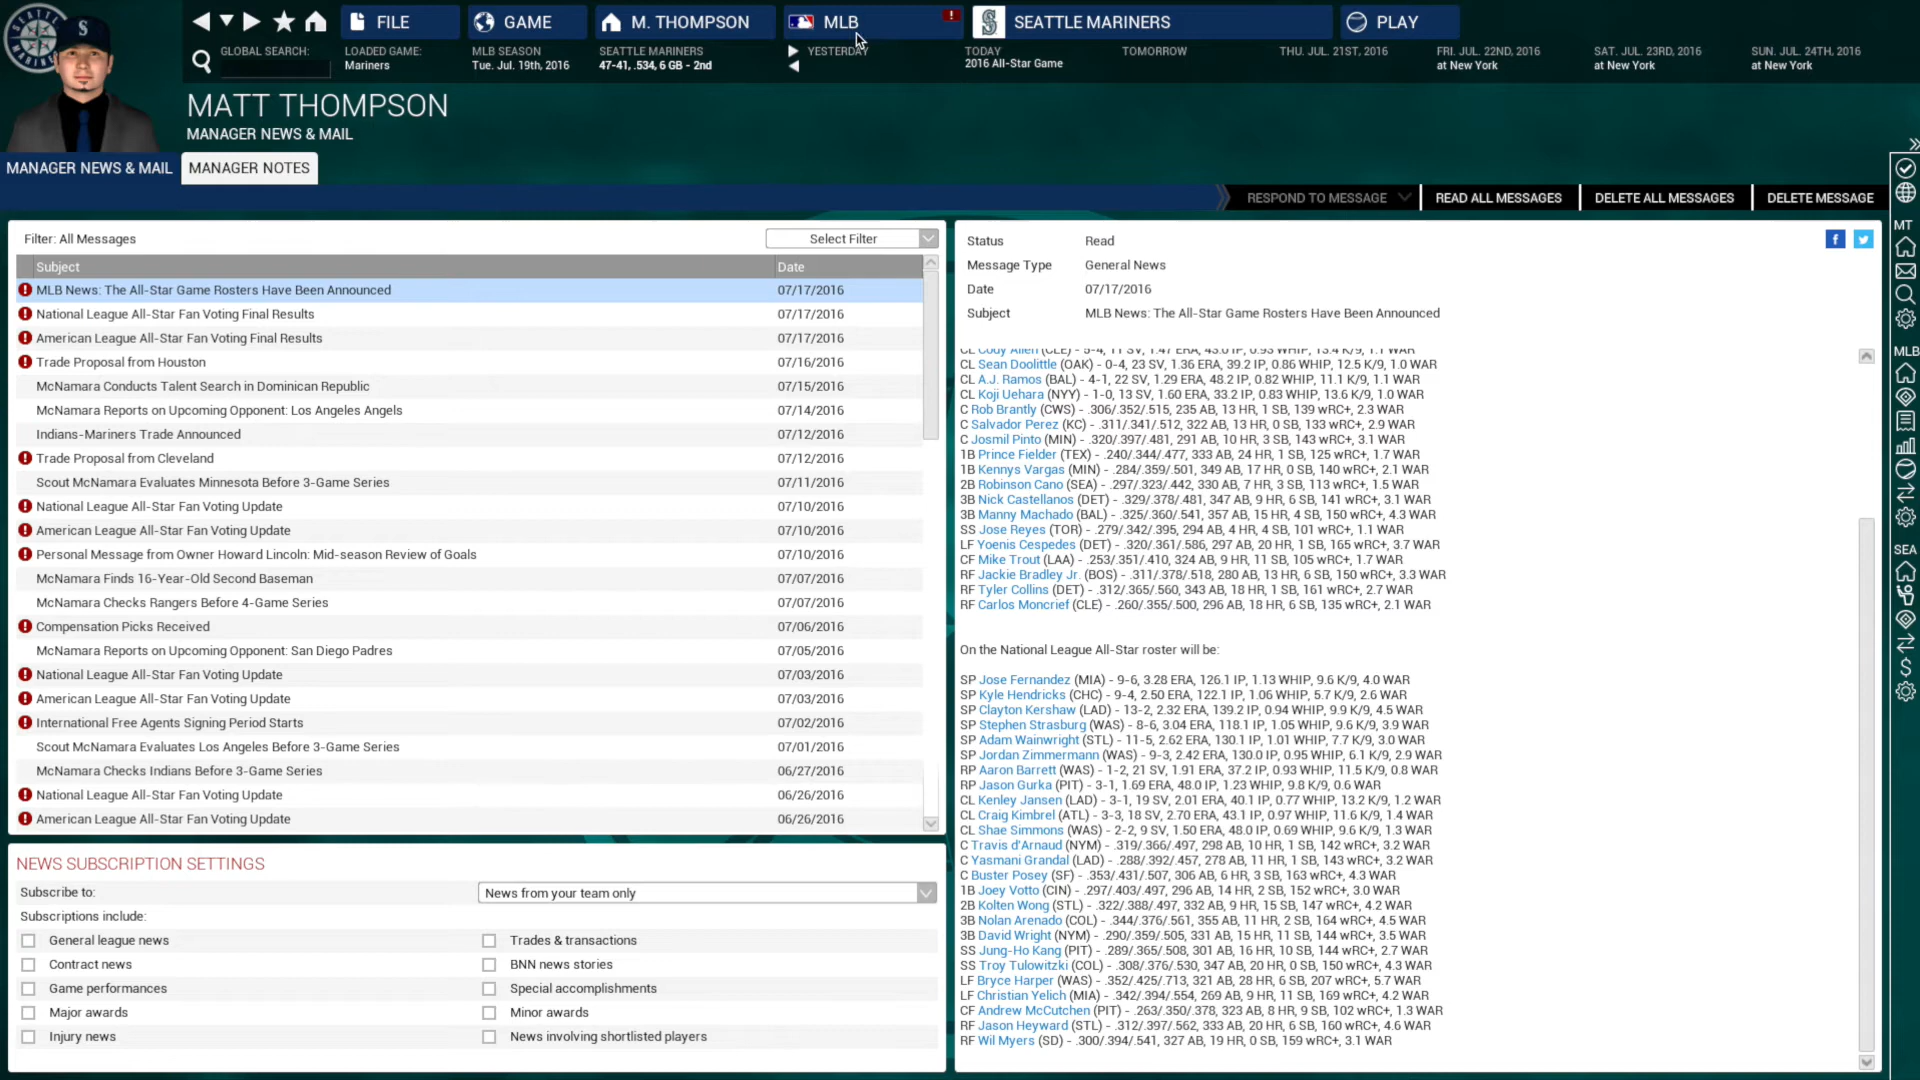 FILE
GAME
M. THOMPSON
MLB
!
S
SEATTLE MARINERS
PLAY
GLOBAL SEARCH:
LOADED GAME:
Mariners
MLB SEASON
Tue. Jul. 19th, 2016
SEATTLE MARINERS
47-41, .534, 6 GB - 2nd
YESTERDAY
TODAY
2016 All-Star Game
TOMORROW
THU. JUL. 21ST, 2016
FRI. JUL. 22ND, 2016
at New York
SAT. JUL. 23RD, 2016
at New York
SUN. JUL. 24TH, 2016
at New York
MATT THOMPSON
MANAGER NEWS & MAIL
MANAGER NEWS & MAIL
MANAGER NOTES
RESPOND TO MESSAGE
READ ALL MESSAGES
DELETE ALL MESSAGES
DELETE MESSAGE
Filter: All Messages
Select Filter
Subject Date
MLB News: The All-Star Game Rosters Have Been Announced 07/17/2016
National League All-Star Fan Voting Final Results 07/17/2016
American League All-Star Fan Voting Final Results 07/17/2016
Trade Proposal from Houston 07/16/2016
McNamara Conducts Talent Search in Dominican Republic 07/15/2016
McNamara Reports on Upcoming Opponent: Los Angeles Angels 07/14/2016
Indians-Mariners Trade Announced 07/12/2016
Trade Proposal from Cleveland 07/12/2016
Scout McNamara Evaluates Minnesota Before 3-Game Series 07/11/2016
National League All-Star Fan Voting Update 07/10/2016
American League All-Star Fan Voting Update 07/10/2016
Personal Message from Owner Howard Lincoln: Mid-season Review of Goals 07/10/2016
McNamara Finds 16-Year-Old Second Baseman 07/07/2016
McNamara Checks Rangers Before 4-Game Series 07/07/2016
Compensation Picks Received 07/06/2016
McNamara Reports on Upcoming Opponent: San Diego Padres 07/05/2016
National League All-Star Fan Voting Update 07/03/2016
American League All-Star Fan Voting Update 07/03/2016
International Free Agents Signing Period Starts 07/02/2016
Scout McNamara Evaluates Los Angeles Before 3-Game Series 07/01/2016
McNamara Checks Indians Before 3-Game Series 06/27/2016
National League All-Star Fan Voting Update 06/26/2016
American League All-Star Fan Voting Update 06/26/2016
NEWS SUBSCRIPTION SETTINGS
Subscribe to: News from your team only
Subscriptions include:
General league news Trades & transactions
Contract news BNN news stories
Game performances Special accomplishments
Major awards Minor awards
Injury news News involving shortlisted players
Status Read
Message Type General News
Date 07/17/2016
Subject MLB News: The All-Star Game Rosters Have Been Announced
CL Cody Allen (CLE) - 5-4, 11 SV, 1.47 ERA, 43.0 IP, 0.93 WHIP, 13.4 K/9, 1.1 WAR
CL Sean Doolittle (OAK) - 0-4, 23 SV, 1.36 ERA, 39.2 IP, 0.86 WHIP, 12.5 K/9, 1.0 WAR
CL A.J. Ramos (BAL) - 4-1, 22 SV, 1.29 ERA, 48.2 IP, 0.82 WHIP, 11.1 K/9, 1.1 WAR
CL Koji Uehara (NYY) - 1-0, 13 SV, 1.60 ERA, 33.2 IP, 0.83 WHIP, 13.6 K/9, 1.0 WAR
C Rob Brantly (CWS) - .306/.352/.515, 235 AB, 13 HR, 1 SB, 139 wRC+, 2.3 WAR
C Salvador Perez (KC) - .311/.341/.512, 322 AB, 13 HR, 0 SB, 133 wRC+, 2.9 WAR
C Josmil Pinto (MIN) - .320/.397/.481, 291 AB, 10 HR, 3 SB, 143 wRC+, 3.1 WAR
1B Prince Fielder (TEX) - .240/.344/.477, 333 AB, 24 HR, 1 SB, 125 wRC+, 1.7 WAR
1B Kennys Vargas (MIN) - .284/.359/.501, 349 AB, 17 HR, 0 SB, 140 wRC+, 2.1 WAR
2B Robinson Cano (SEA) - .297/.323/.442, 330 AB, 7 HR, 3 SB, 113 wRC+, 1.5 WAR
3B Nick Castellanos (DET) - .329/.378/.481, 347 AB, 9 HR, 6 SB, 141 wRC+, 3.1 WAR
3B Manny Machado (BAL) - .325/.360/.541, 357 AB, 15 HR, 4 SB, 150 wRC+, 4.3 WAR
SS Jose Reyes (TOR) - .279/.342/.395, 294 AB, 4 HR, 4 SB, 101 wRC+, 1.1 WAR
LF Yoenis Cespedes (DET) - .320/.361/.586, 297 AB, 20 HR, 1 SB, 165 wRC+, 3.7 WAR
CF Mike Trout (LAA) - .253/.351/.410, 324 AB, 9 HR, 11 SB, 105 wRC+, 1.7 WAR
RF Jackie Bradley Jr. (BOS) - .311/.378/.518, 280 AB, 13 HR, 6 SB, 150 wRC+, 3.3 WAR
RF Tyler Collins (DET) - .312/.365/.560, 343 AB, 18 HR, 1 SB, 161 wRC+, 2.7 WAR
RF Carlos Moncrief (CLE) - .260/.355/.500, 296 AB, 18 HR, 6 SB, 135 wRC+, 2.1 WAR
On the National League All-Star roster will be:
SP Jose Fernandez (MIA) - 9-6, 3.28 ERA, 126.1 IP, 1.13 WHIP, 9.6 K/9, 4.0 WAR
SP Kyle Hendricks (CHC) - 9-4, 2.50 ERA, 122.1 IP, 1.06 WHIP, 5.7 K/9, 2.6 WAR
SP Clayton Kershaw (LAD) - 13-2, 2.32 ERA, 139.2 IP, 0.94 WHIP, 9.9 K/9, 4.5 WAR
SP Stephen Strasburg (WAS) - 8-6, 3.04 ERA, 118.1 IP, 1.05 WHIP, 9.6 K/9, 3.9 WAR
SP Adam Wainwright (STL) - 11-5, 2.62 ERA, 130.1 IP, 1.01 WHIP, 7.7 K/9, 3.0 WAR
SP Jordan Zimmermann (WAS) - 9-3, 2.42 ERA, 130.0 IP, 0.95 WHIP, 6.1 K/9, 2.9 WAR
RP Aaron Barrett (WAS) - 1-2, 21 SV, 1.91 ERA, 37.2 IP, 0.93 WHIP, 11.5 K/9, 0.8 WAR
RP Jason Gurka (PIT) - 3-1, 1.69 ERA, 48.0 IP, 1.23 WHIP, 9.8 K/9, 0.6 WAR
CL Kenley Jansen (LAD) - 3-1, 19 SV, 2.01 ERA, 40.1 IP, 0.77 WHIP, 13.2 K/9, 1.2 WAR
CL Craig Kimbrel (ATL) - 3-3, 18 SV, 2.70 ERA, 43.1 IP, 0.97 WHIP, 11.6 K/9, 1.4 WAR
CL Shae Simmons (WAS) - 2-2, 9 SV, 1.50 ERA, 48.0 IP, 0.69 WHIP, 9.6 K/9, 1.3 WAR
C Travis d'Arnaud (NYM) - .319/.366/.497, 298 AB, 10 HR, 1 SB, 142 wRC+, 3.2 WAR
C Yasmani Grandal (LAD) - .288/.392/.457, 278 AB, 11 HR, 1 SB, 143 wRC+, 3.2 WAR
C Buster Posey (SF) - .353/.431/.507, 306 AB, 6 HR, 3 SB, 163 wRC+, 4.3 WAR
1B Joey Votto (CIN) - .297/.403/.497, 296 AB, 14 HR, 2 SB, 152 wRC+, 3.0 WAR
2B Kolten Wong (STL) - .322/.388/.497, 332 AB, 9 HR, 15 SB, 147 wRC+, 4.2 WAR
3B Nolan Arenado (COL) - .344/.376/.561, 355 AB, 11 HR, 2 SB, 164 wRC+, 4.5 WAR
3B David Wright (NYM) - .290/.359/.505, 331 AB, 15 HR, 11 SB, 144 wRC+, 3.5 WAR
SS Jung-Ho Kang (PIT) - .289/.365/.508, 301 AB, 16 HR, 10 SB, 144 wRC+, 2.7 WAR
SS Troy Tulowitzki (COL) - .308/.376/.530, 347 AB, 20 HR, 0 SB, 150 wRC+, 4.3 WAR
LF Bryce Harper (WAS) - .352/.425/.713, 321 AB, 28 HR, 6 SB, 207 wRC+, 5.7 WAR
LF Christian Yelich (MIA) - .342/.394/.554, 269 AB, 9 HR, 11 SB, 169 wRC+, 4.2 WAR
CF Andrew McCutchen (PIT) - .263/.350/.378, 323 AB, 8 HR, 9 SB, 102 wRC+, 1.3 WAR
RF Jason Heyward (STL) - .312/.397/.562, 333 AB, 20 HR, 6 SB, 160 wRC+, 4.6 WAR
RF Wil Myers (SD) - .300/.394/.541, 327 AB, 19 HR, 0 SB, 159 wRC+, 3.1 WAR
MT
MLB
SEA